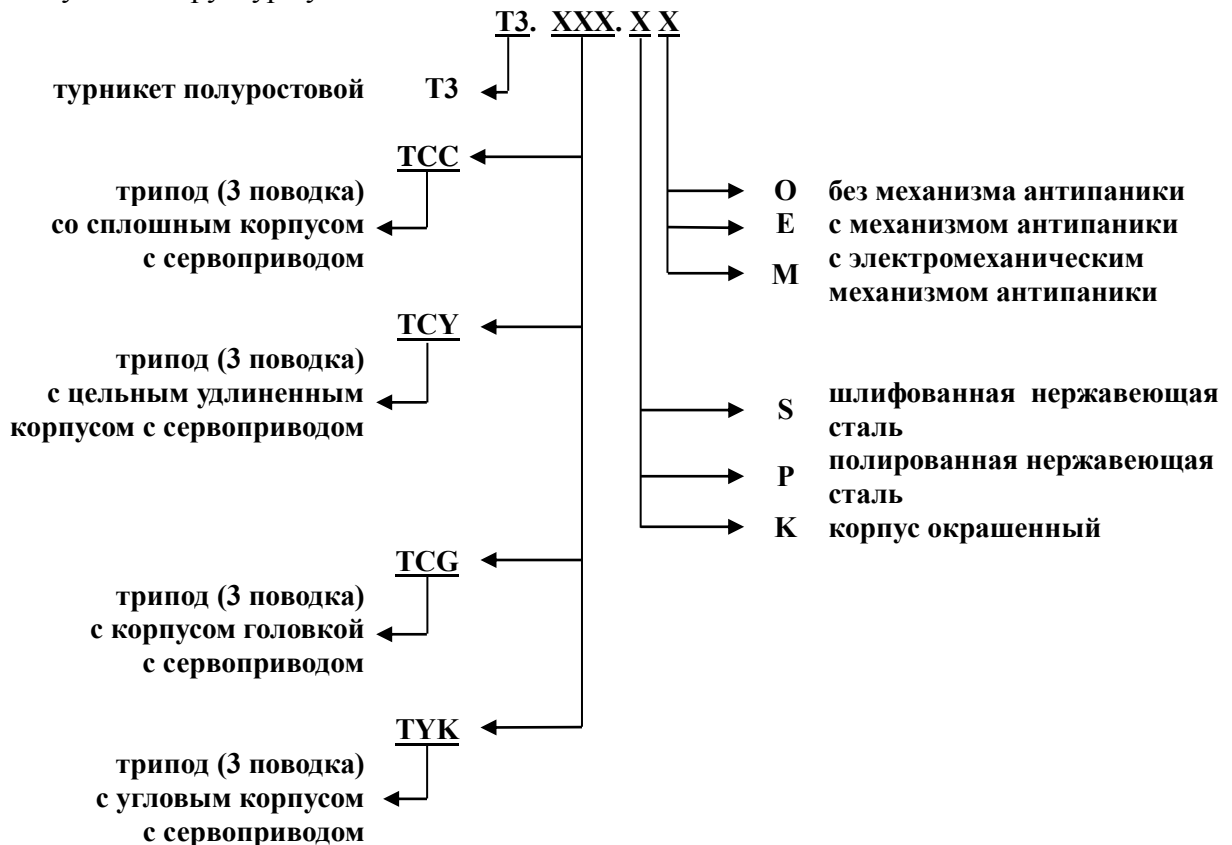 Т3. XXX. X X
турникет полуростовой Т3
TCC
трипод (3 поводка)
со сплошным корпусом
с сервоприводом
O без механизма антипаники
E с механизмом антипаники
M с электромеханическим
механизмом антипаники
TCY
трипод (3 поводка)
с цельным удлиненным
корпусом с сервоприводом
S шлифованная нержавеющая
сталь
P полированная нержавеющая
сталь
K корпус окрашенный
TCG
трипод (3 поводка)
с корпусом головкой
с сервоприводом
TYK
трипод (3 поводка)
с угловым корпусом
с сервоприводом